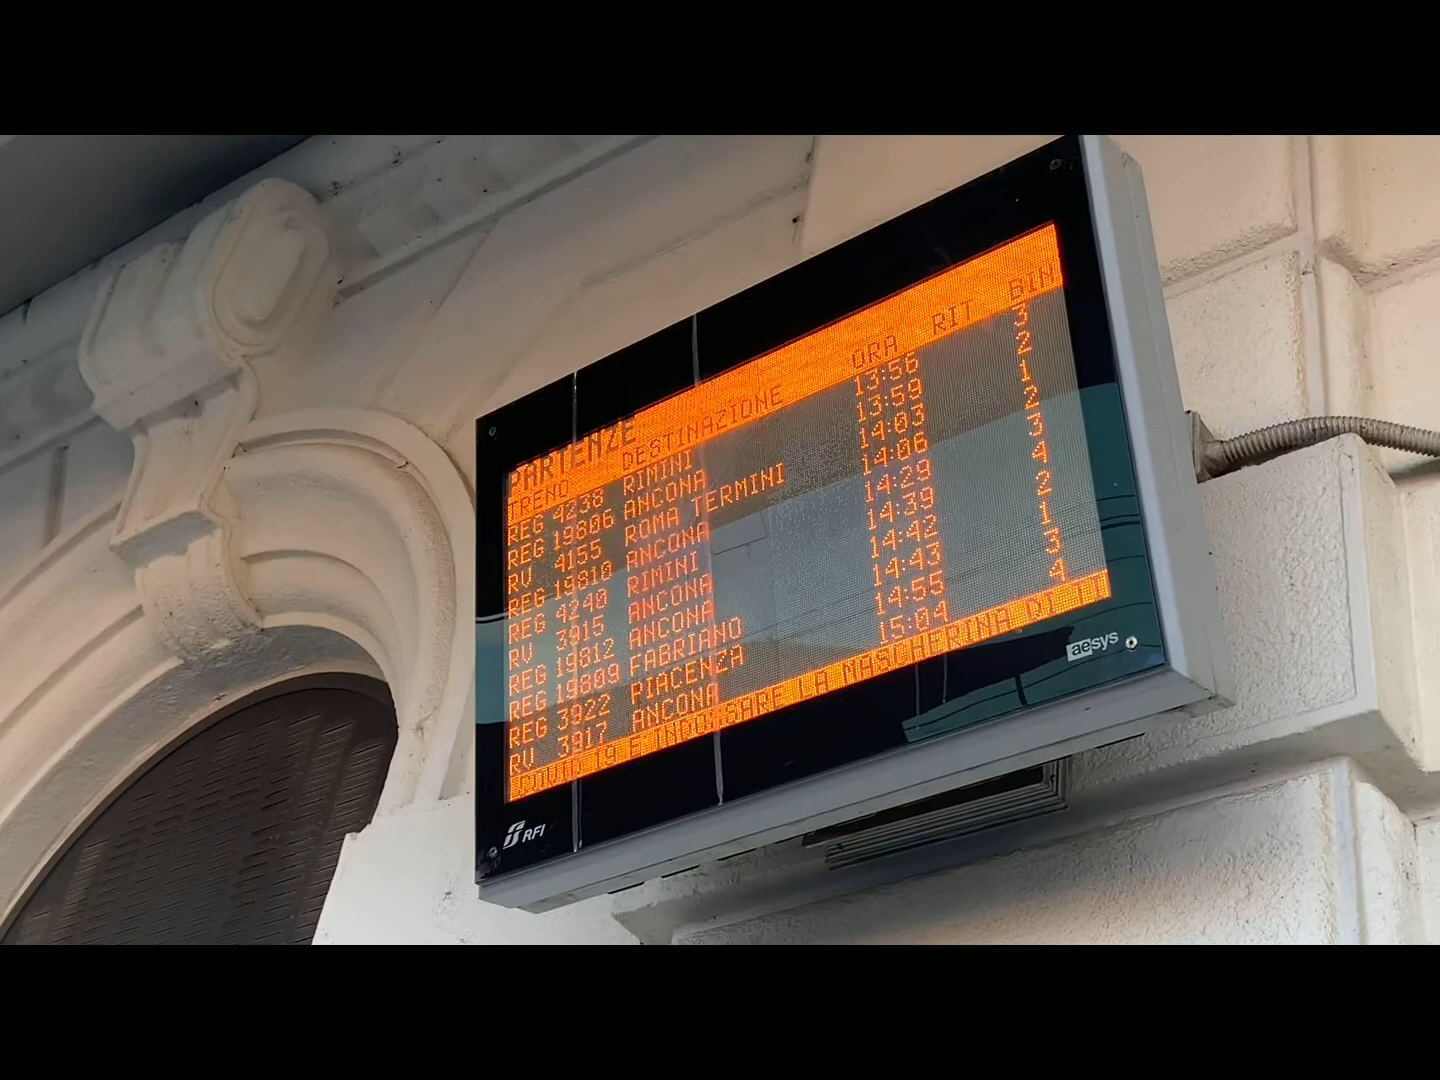 PARTENZE
TRENO DESTINAZIONE ORA RIT BIN
REG 4238 RIMINI 13:56 3
REG 19806 ANCONA 13:59 2
RV 4155 ROMA TERMINI 14:03 1
REG 19810 ANCONA 14:06 2
REG 4240 RIMINI 14:29 3
RV 3915 ANCONA 14:39 4
REG 19812 ANCONA 14:42 2
REG 19809 FABRIANO 14:43 1
REG 3922 PIACENZA 14:55 3
RV 3917 ANCONA 15:04 4
COVID 19 E INDOSSARE LA MASCHERINA DI TI
RFI
aesys